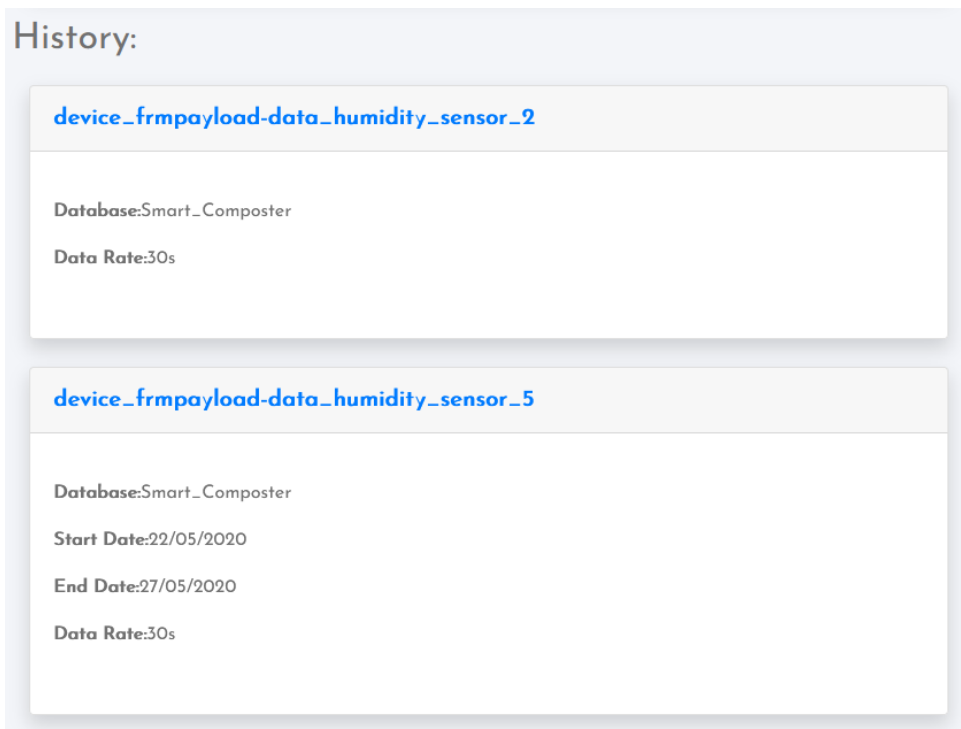 History:
device_frmpayload-data_humidity_sensor_2
Database:Smart_Composter
Data Rate:30s
device_frmpayload-data_humidity_sensor_5
Database:Smart_Composter
Start Date:22/05/2020
End Date:27/05/2020
Data Rate:30s